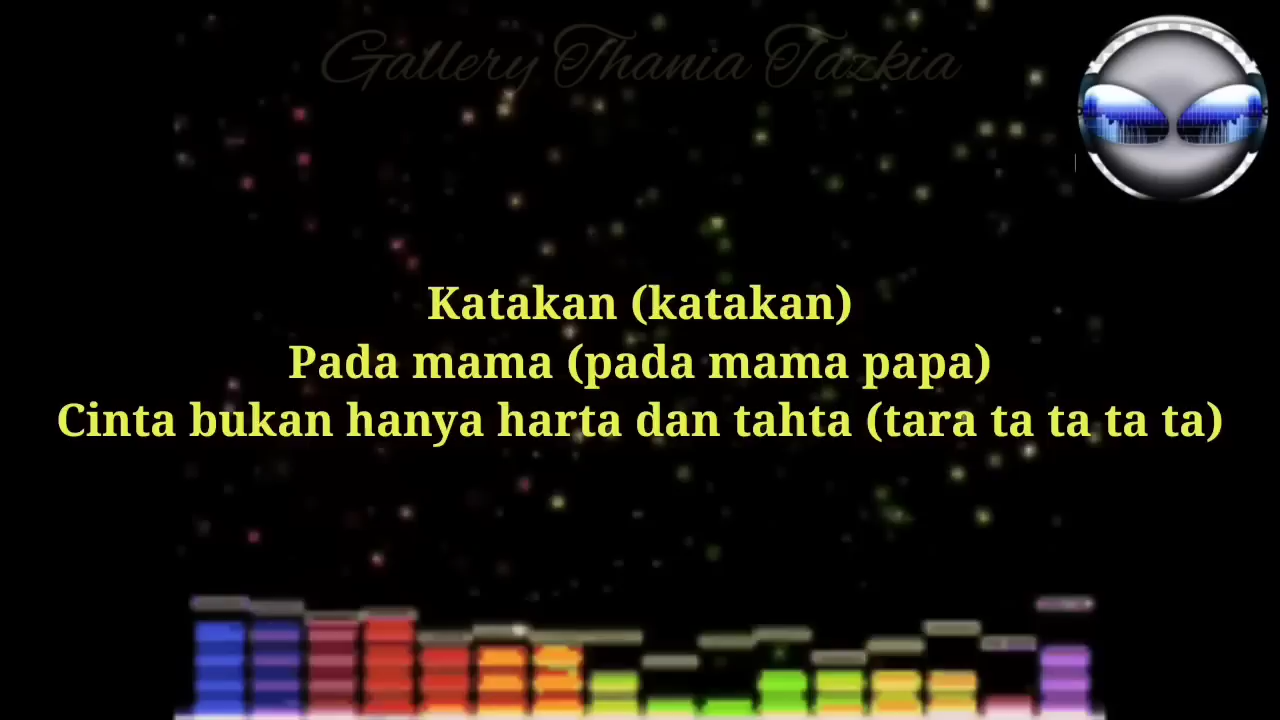 Gallery Thania Tazkia
Katakan (katakan)
Pada mama (pada mama papa)
Cinta bukan hanya harta dan tahta (tara ta ta ta ta)